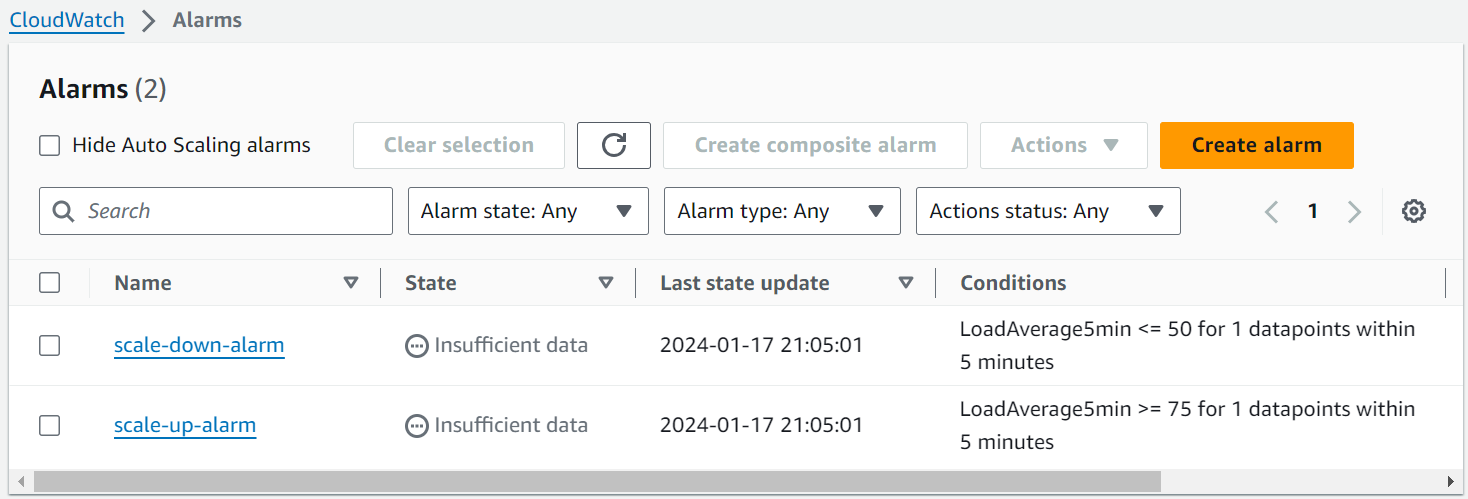 CloudWatch > Alarms
Alarms (2)
Hide Auto Scaling alarms Clear selection Create composite alarm Actions Create alarm
Search Alarm state: Any Alarm type: Any Actions status: Any 1
Name State Last state update Conditions
scale-down-alarm Insufficient data 2024-01-17 21:05:01 LoadAverage5min <= 50 for 1 datapoints within
5 minutes
scale-up-alarm Insufficient data 2024-01-17 21:05:01 LoadAverage5min >= 75 for 1 datapoints within
5 minutes